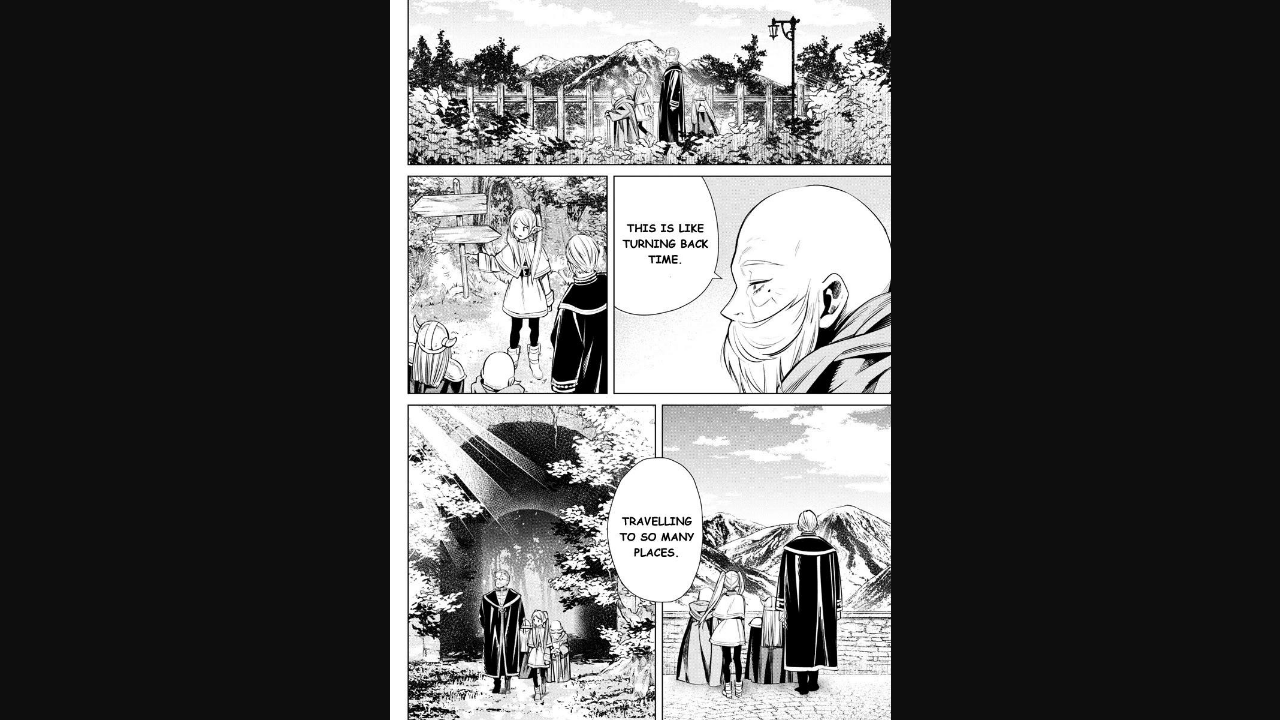 THIS IS LIKE
TURNING BACK
TIME.
TRAVELLING
TO SO MANY
PLACES.